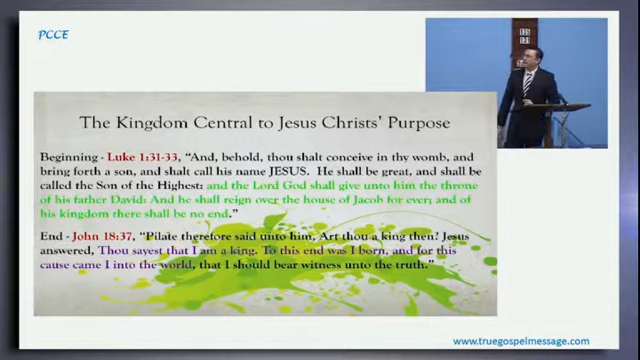 PCCE
The Kingdom Central to Jesus Christs' Purpose
Beginning - Luke 1:31-33, "And, behold, thou shalt conceive in thy womb, and
bring forth a son, and shalt call his name JESUS. He shall be great, and shall be
called the Son of the Highest: and the Lord God shall give unto him the throne
of his father David: And he shall reign over the house of Jacob for ever; and of
his kingdom there shall be no end."
End - John 18:37, "Pilate therefore said unto him, Art thou a king then? Jesus
answered, Thou sayest that I am a king. To this end was I born, and for this
cause came I into the world, that I should bear witness unto the truth."
www.truegospelmessage.com